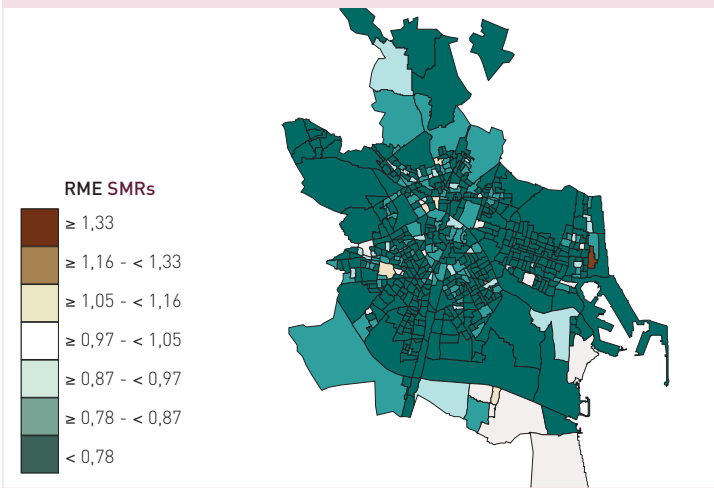 RME SMRs
≥ 1,33
≥ 1,16 - < 1,33
≥ 1,05 - < 1,16
≥ 0,97 - < 1,05
≥ 0,87 - < 0,97
≥ 0,78 - < 0,87
< 0,78